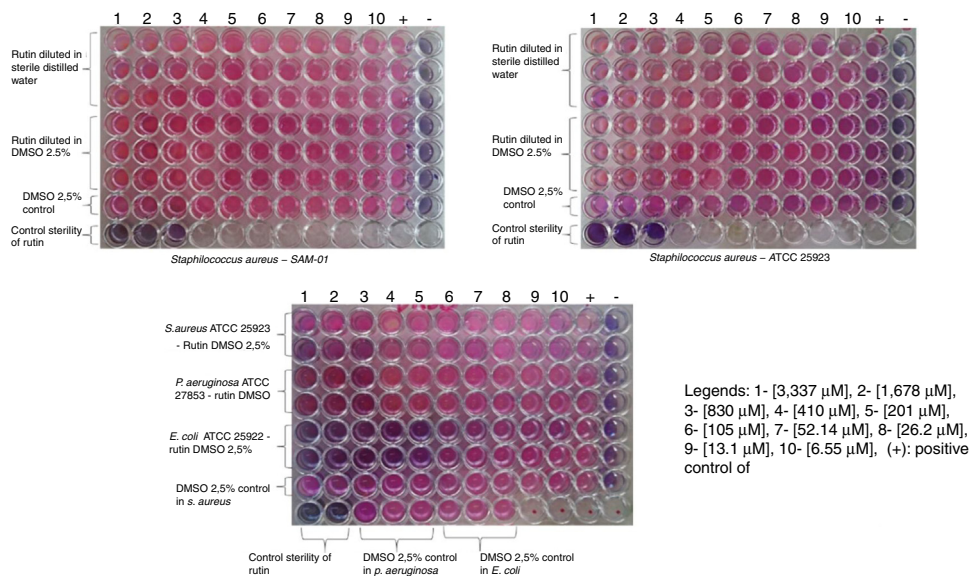 1 2 3 4 5 6 7 8 9 10 + -
Rutin diluted in
sterile distilled
water
Rutin diluted in
DMSO 2.5%
DMSO 2,5%
control
Control sterility
of rutin
Staphilococcus aureus – SAM-01
1 2 3 4 5 6 7 8 9 10 + -
Rutin diluted in
sterile distilled
water
Rutin diluted in
DMSO 2.5%
DMSO 2,5%
control
Control sterility
of rutin
Staphilococcus aureus – ATCC 25923
1 2 3 4 5 6 7 8 9 10 + -
S.aureus ATCC 25923
- Rutin DMSO 2,5%
P. aeruginosa ATCC
27853 - rutin DMSO
E. coli ATCC 25922 -
rutin DMSO 2,5%
DMSO 2,5% control
in s. aureus
Control sterility of
rutin
DMSO 2,5% control
in p. aeruginosa
DMSO 2,5% control
in E. coli
Legends: 1- [3,337 µM], 2- [1,678 µM],
3- [830 µM], 4- [410 µM], 5- [201 µM],
6- [105 µM], 7- [52.14 µM], 8- [26.2 µM],
9- [13.1 µM], 10- [6.55 µM], (+): positive
control of